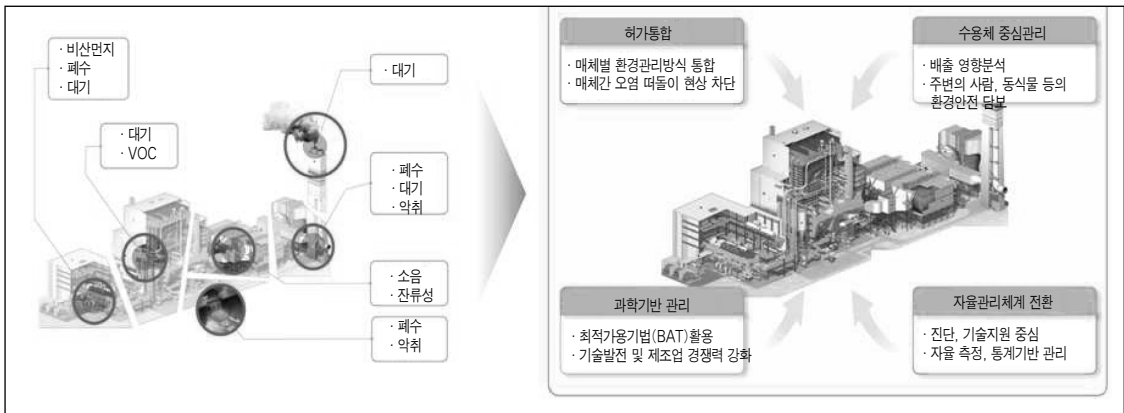 · 비산먼지
· 폐수
· 대기
· 대기
· VOC
· 대기
· 폐수
· 대기
· 악취
· 소음
· 잔류성
· 폐수
· 악취
허가통합
· 매체별 환경관리방식 통합
· 매체간 오염 떠돌이 현상 차단
수용체 중심관리
· 배출 영향분석
· 주변의 사람, 동식물 등의
환경안전 담보
과학기반 관리
· 최적가용기법(BAT)활용
· 기술발전 및 제조업 경쟁력 강화
자율관리체계 전환
· 진단, 기술지원 중심
· 자율 측정, 통계기반 관리